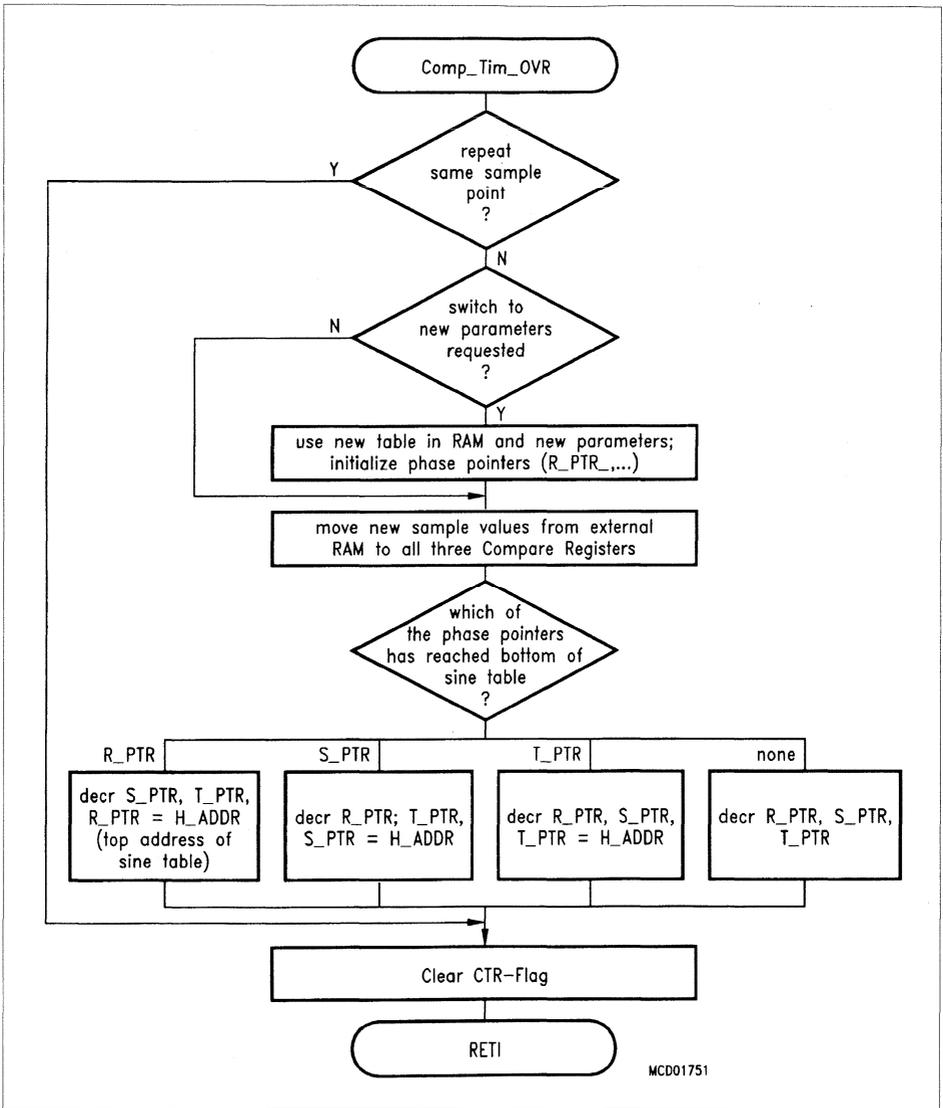 Comp_Tim_OVR
repeat
same sample
point
?
Y
N
switch to
new parameters
requested
?
N
Y
use new table in RAM and new parameters;
initialize phase pointers (R_PTR_,...)
move new sample values from external
RAM to all three Compare Registers
which of
the phase pointers
has reached bottom of
sine table
?
R_PTR
decr S_PTR, T_PTR,
R_PTR = H_ADDR
(top address of
sine table)
S_PTR
decr R_PTR; T_PTR,
S_PTR = H_ADDR
T_PTR
decr R_PTR, S_PTR,
T_PTR = H_ADDR
none
decr R_PTR, S_PTR,
T_PTR
Clear CTR-Flag
RETI
MCD01751